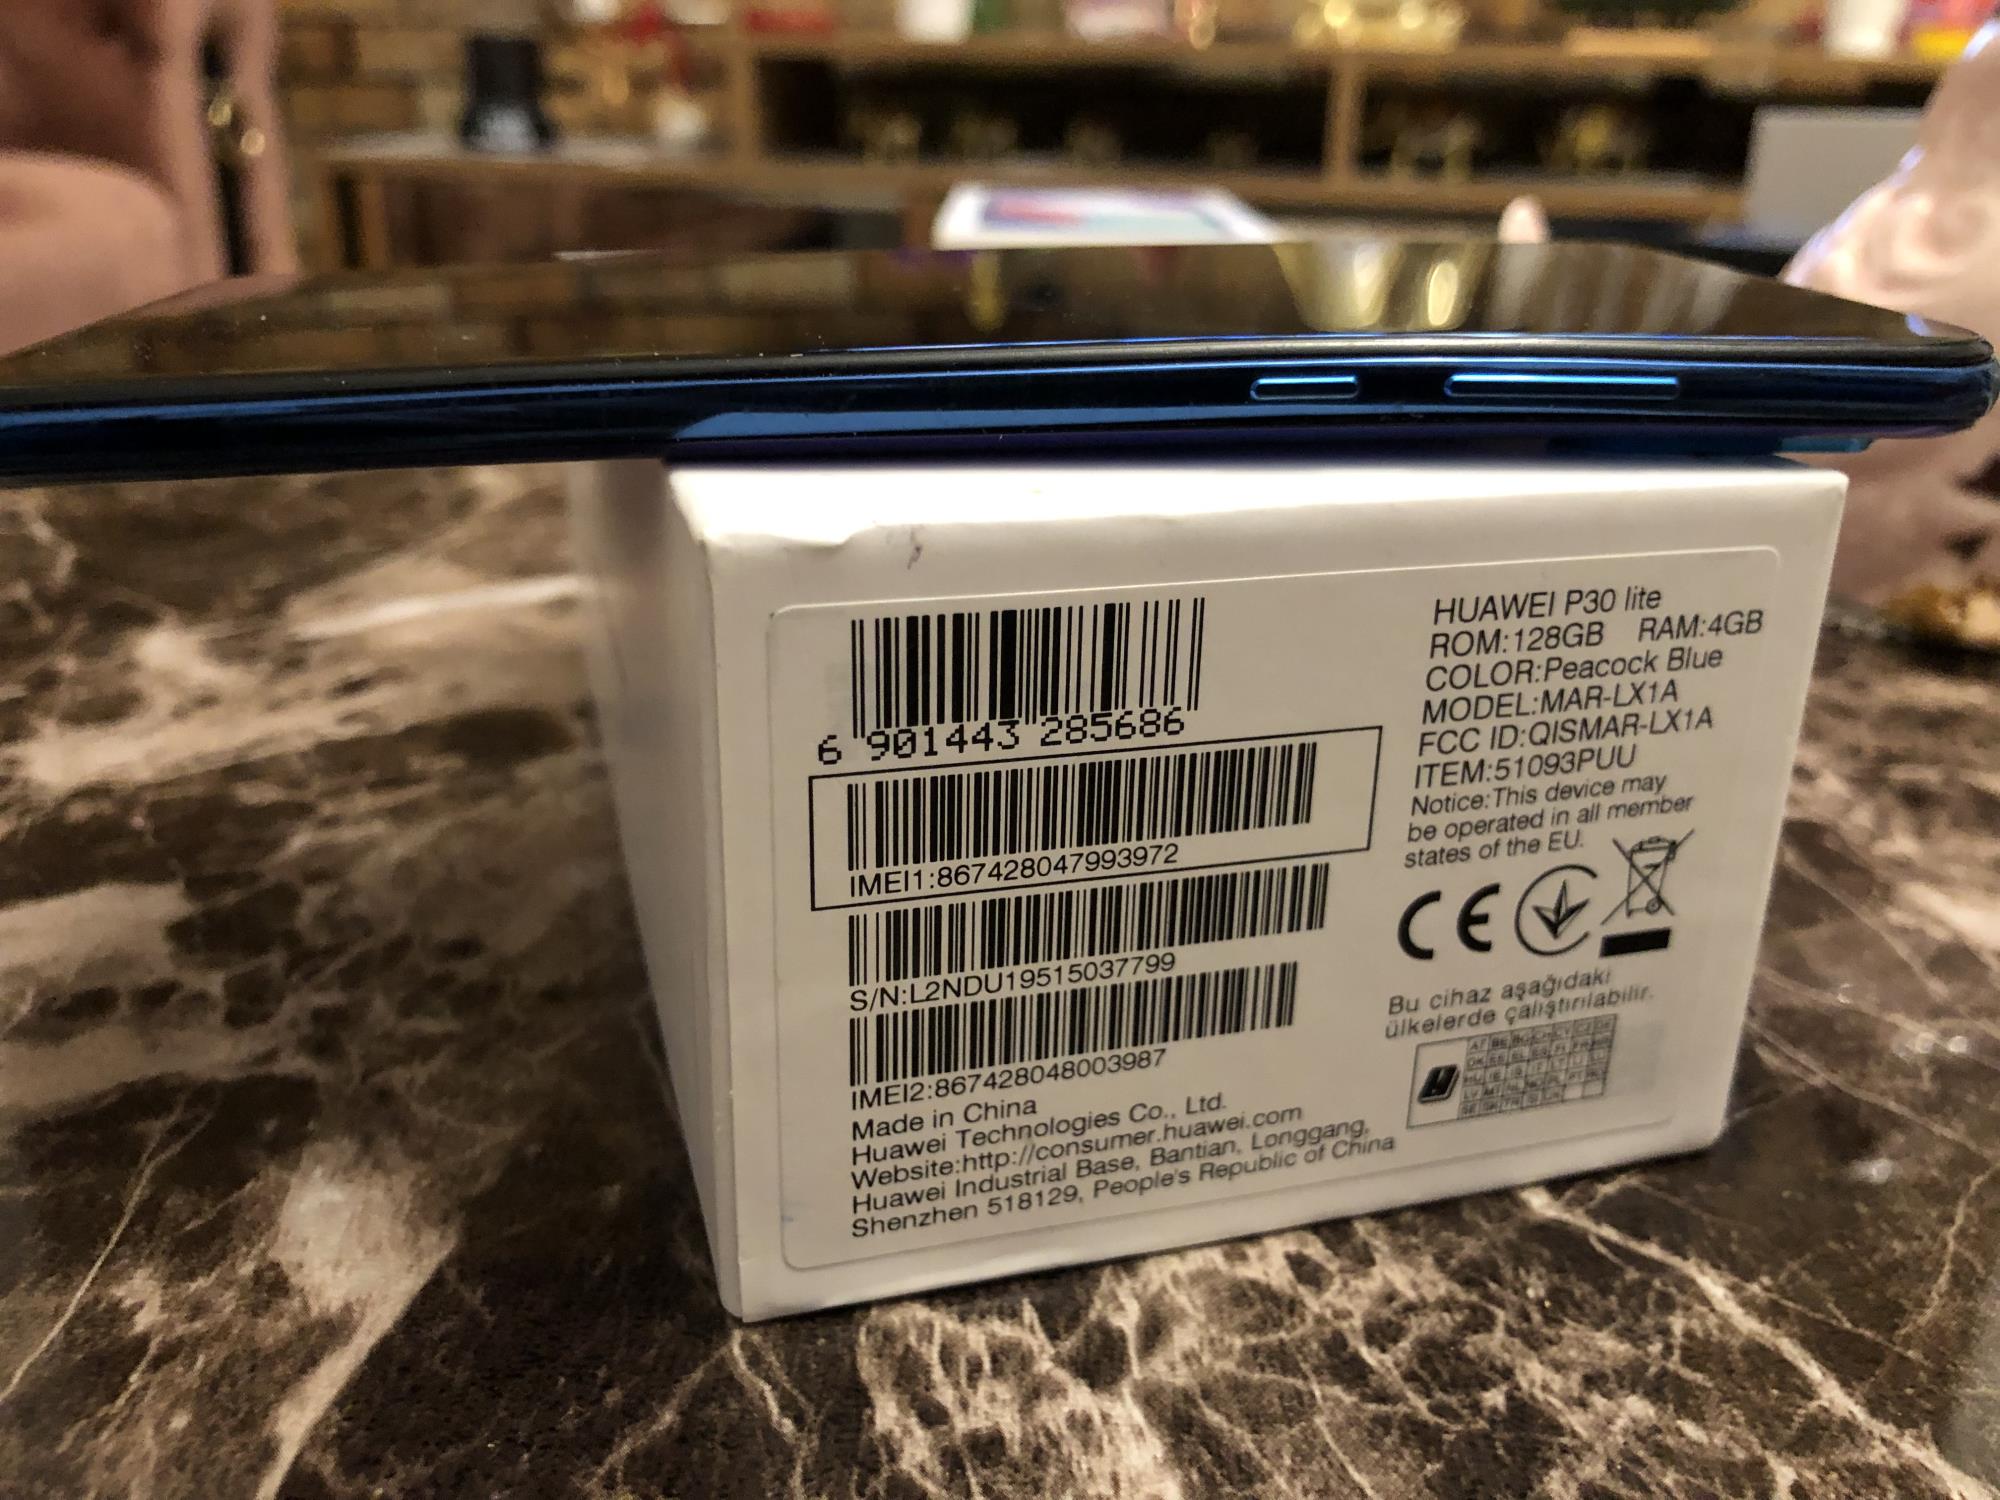 6 901443 285686
IMEI1:867428047993972
S/N:L2NDU19515037799
IMEI2:867428048003987
Made in China
Huawei Technologies Co., Ltd.
Website:http://consumer.huawei.com
Huawei Industrial Base, Bantian, Longgang,
Shenzhen 518129, People's Republic of China
HUAWEI P30 lite
ROM:128GB RAM:4GB
COLOR:Peacock Blue
MODEL:MAR-LX1A
FCC ID:QISMAR-LX1A
ITEM:51093PUU
Notice:This device may
be operated in all member
states of the EU.
CE
Bu cihaz aşağıdaki
ülkelerde çalıştırılabilir.